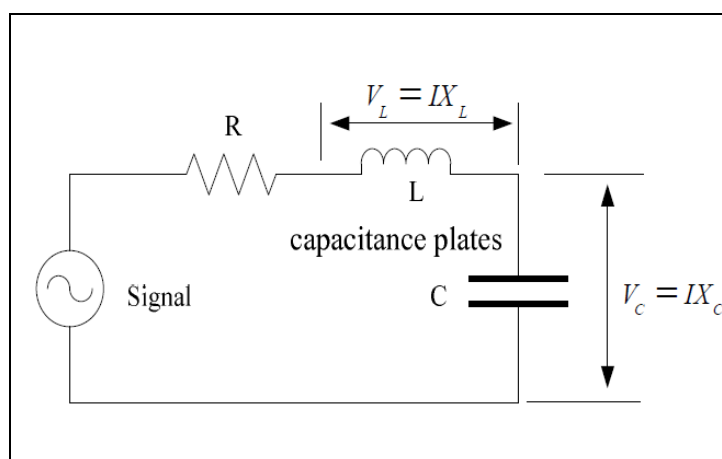 V_L = IX_L
R
L
capacitance plates
Signal
C
V_C = IX_C